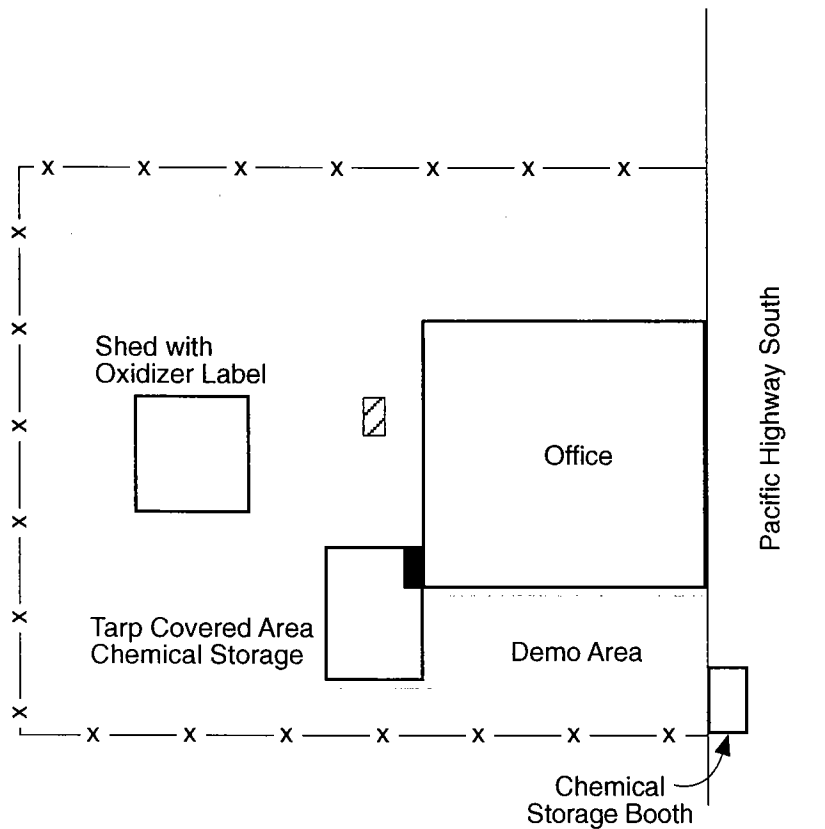 Shed with
Oxidizer Label
Office
Pacific Highway South
Tarp Covered Area
Chemical Storage
Demo Area
Chemical
Storage Booth